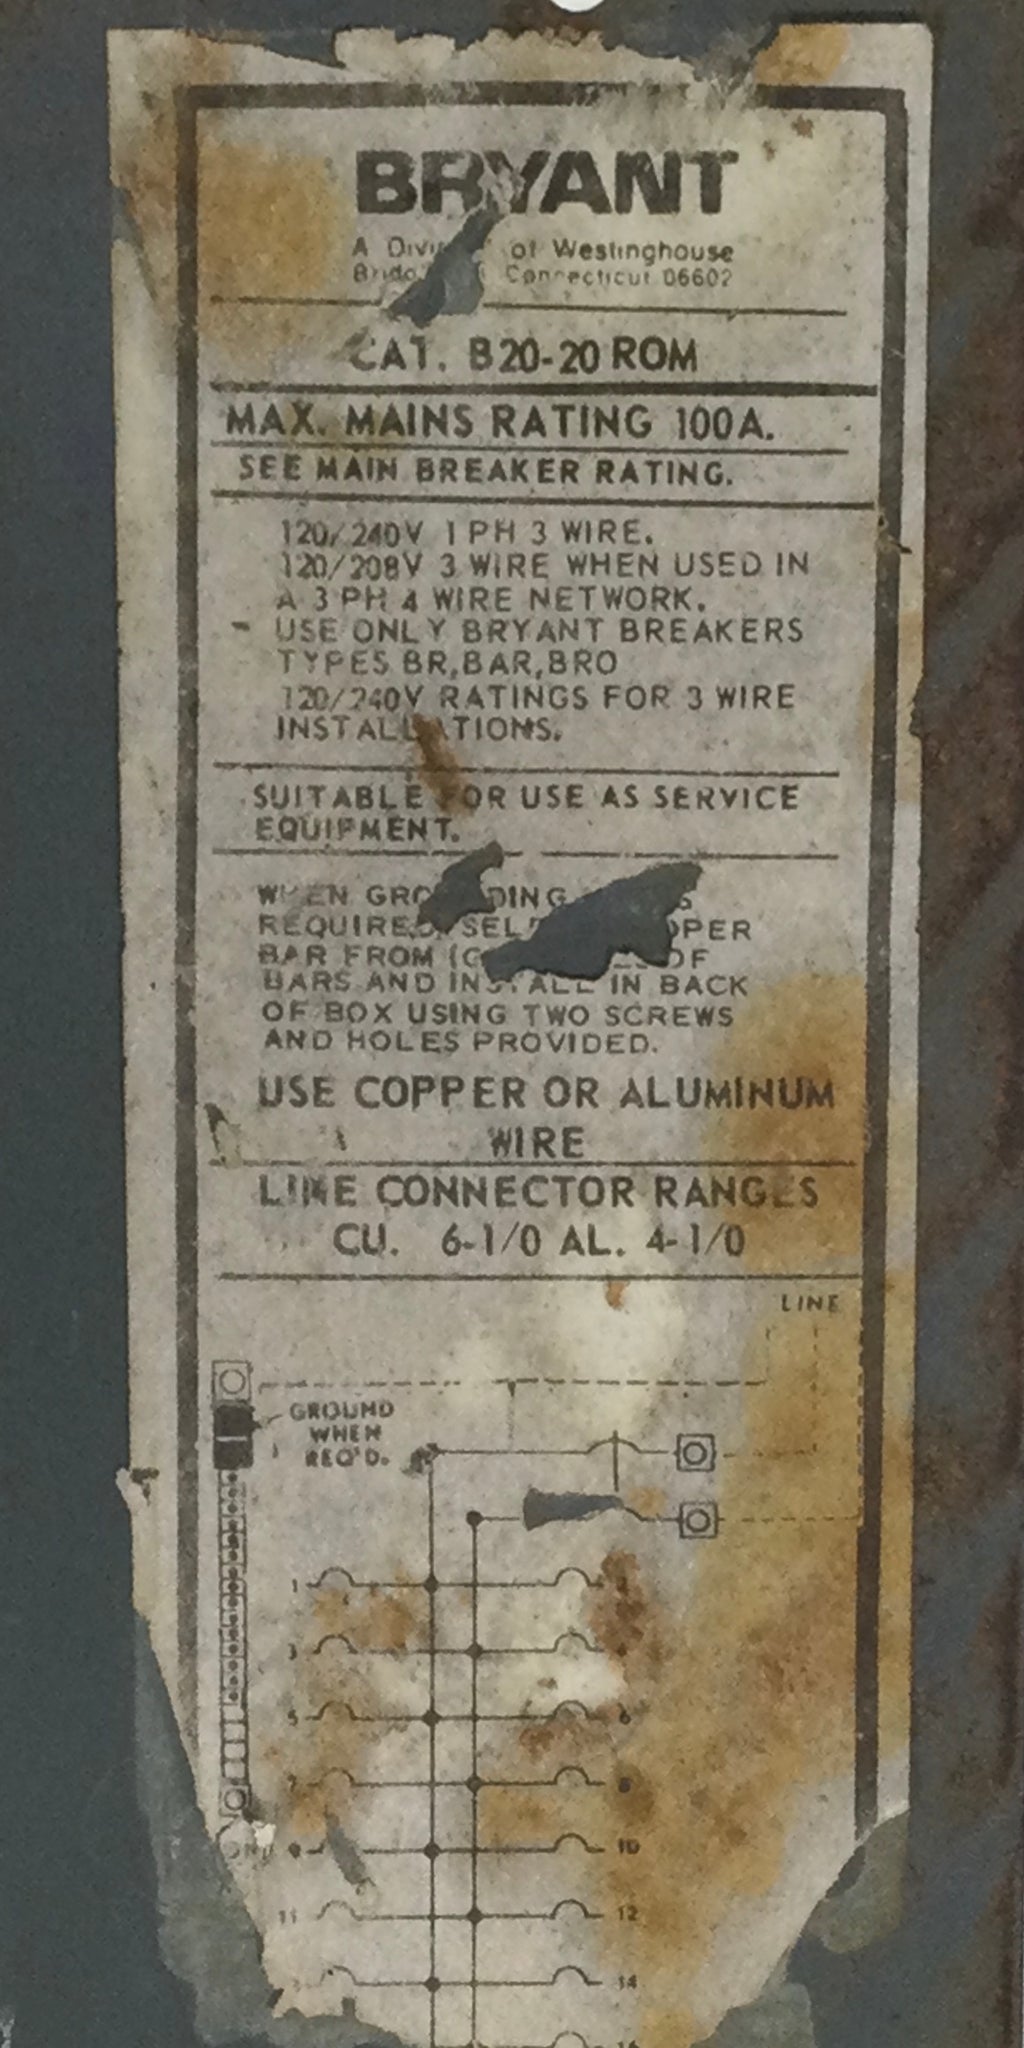 BRYANT
A of Westinghouse
Connecticut 06602
CAT. B20-20 ROM
MAX. MAINS RATING 100A.
SEE MAIN BREAKER RATING.
120/240V 1 PH 3 WIRE.
120/208V 3 WIRE WHEN USED IN
A 3 PH 4 WIRE NETWORK.
- USE ONLY BRYANT BREAKERS
TYPES BR,BAR,BRO
120/240V RATINGS FOR 3 WIRE
INSTALLATIONS.
SUITABLE FOR USE AS SERVICE
EQUIPMENT.
WHEN
REQUIRED,
BAR FROM OF
BARS AND INSTALL IN BACK
OF BOX USING TWO SCREWS
AND HOLES PROVIDED.
USE COPPER OR ALUMINUM
WIRE
LINE CONNECTOR RANGES
CU. 6-1/0 AL. 4-1/0
LINE
GROUND
WHEN
REQ'D.
1
3
5 6
7 8
9 10
11 12
14